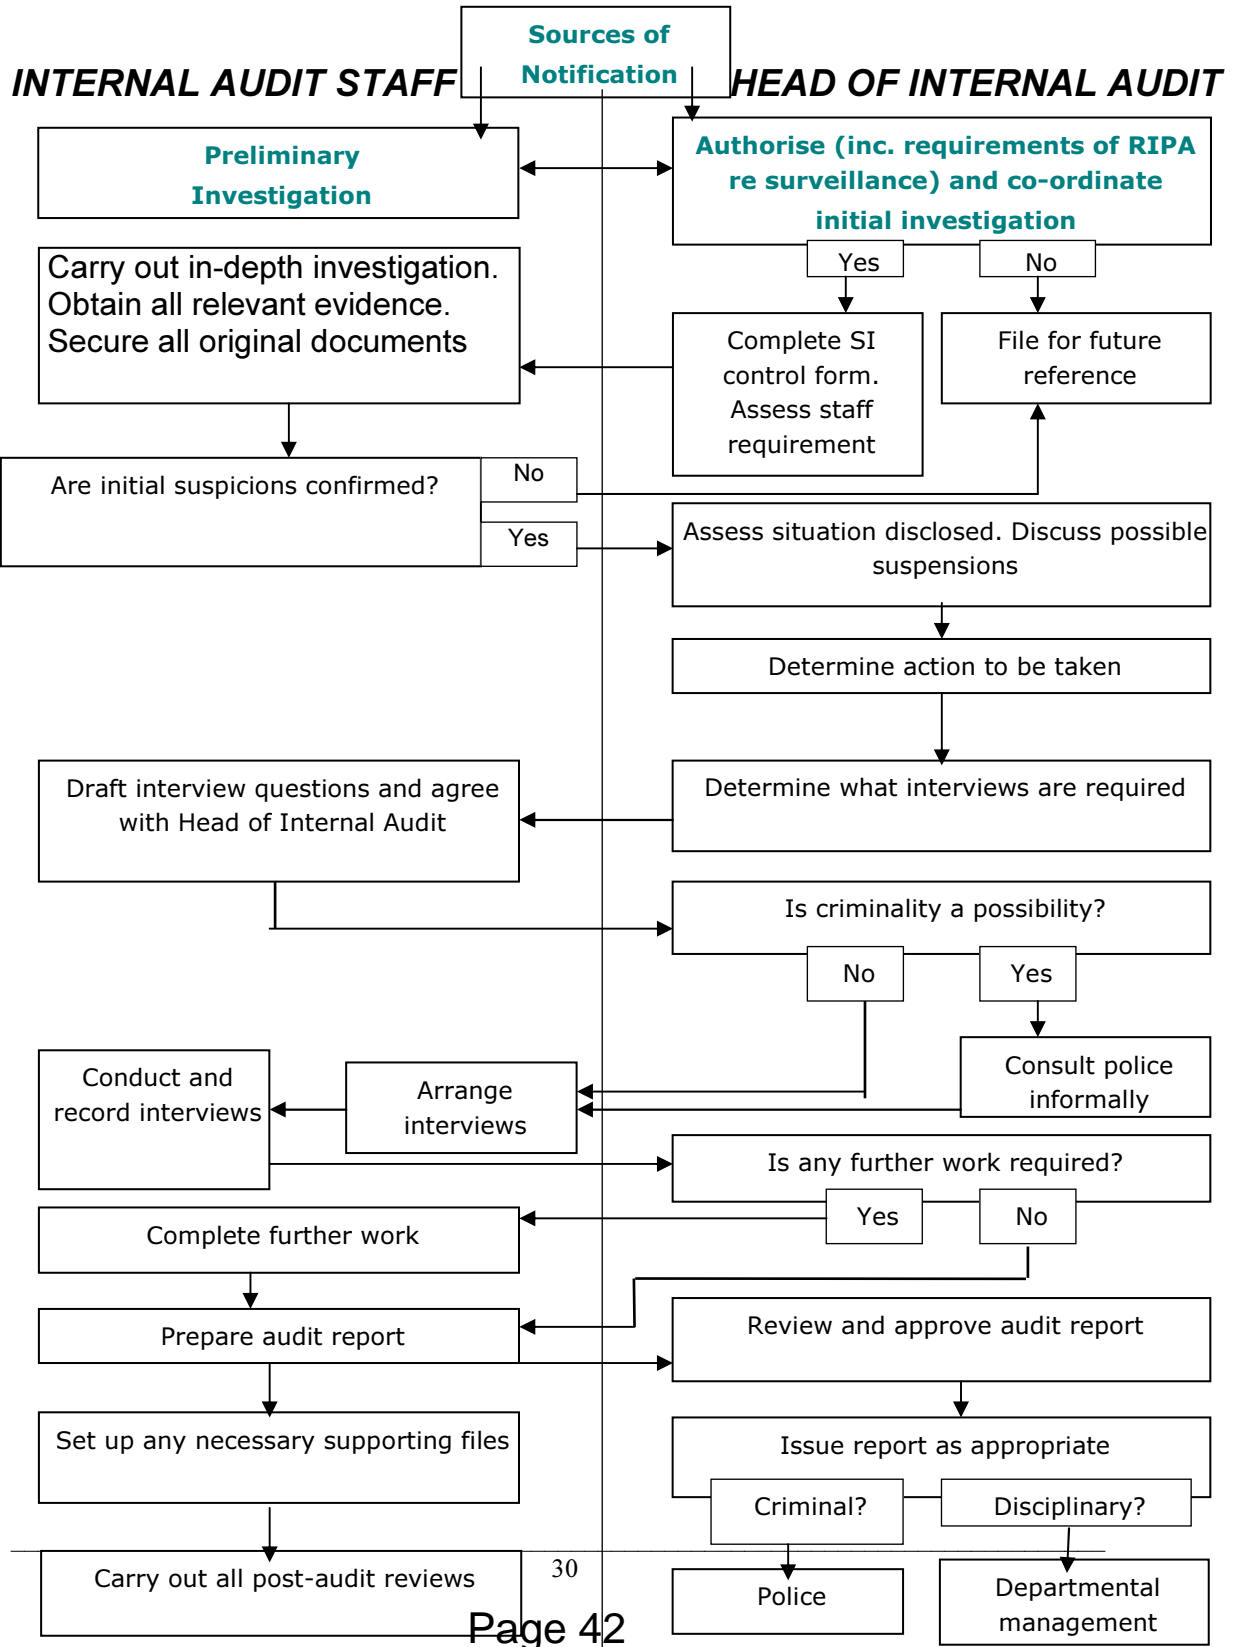 Sources of
Notification
INTERNAL AUDIT STAFF
HEAD OF INTERNAL AUDIT
Preliminary
Investigation
Authorise (inc. requirements of RIPA
re surveillance) and co-ordinate
initial investigation
Yes
No
Carry out in-depth investigation.
Obtain all relevant evidence.
Secure all original documents
Complete SI
control form.
Assess staff
requirement
File for future
reference
Are initial suspicions confirmed?
No
Yes
Assess situation disclosed. Discuss possible
suspensions
Determine action to be taken
Determine what interviews are required
Draft interview questions and agree
with Head of Internal Audit
Is criminality a possibility?
No
Yes
Consult police
informally
Arrange
interviews
Conduct and
record interviews
Is any further work required?
Yes
No
Complete further work
Prepare audit report
Review and approve audit report
Set up any necessary supporting files
Issue report as appropriate
Criminal?
Disciplinary?
Carry out all post-audit reviews
Police
Departmental
management
30
Page 42